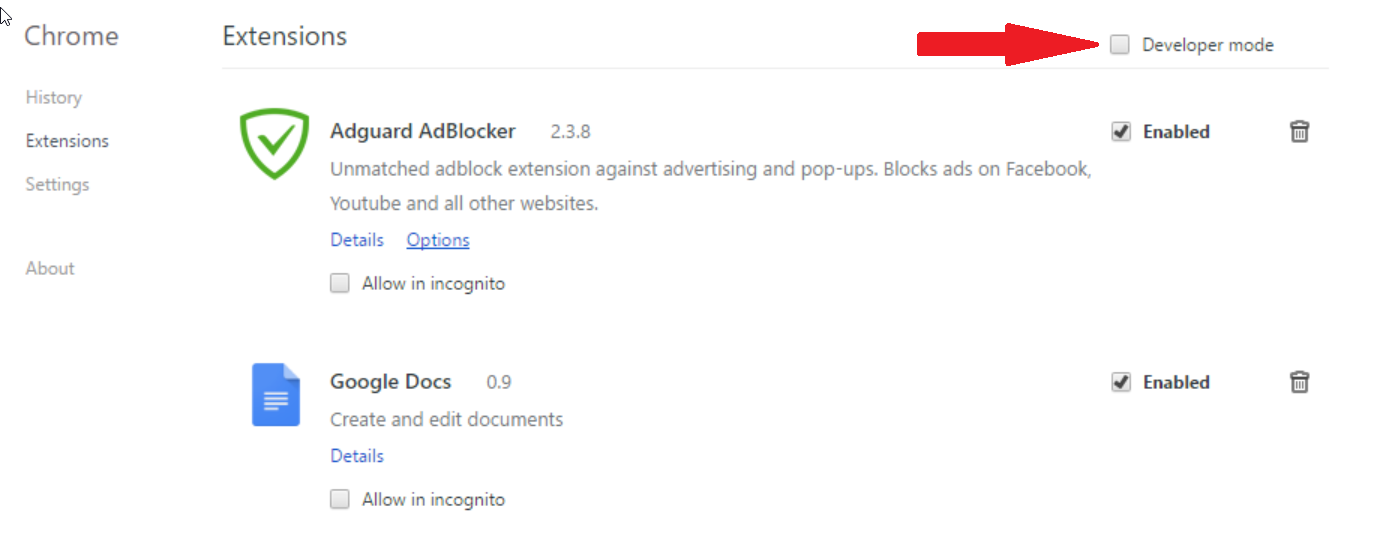 Chrome
History
Extensions
Settings
About
Extensions
Developer mode
Adguard AdBlocker 2.3.8
Enabled
Unmatched adblock extension against advertising and pop-ups. Blocks ads on Facebook,
Youtube and all other websites.
Details Options
Allow in incognito
Google Docs 0.9
Enabled
Create and edit documents
Details
Allow in incognito